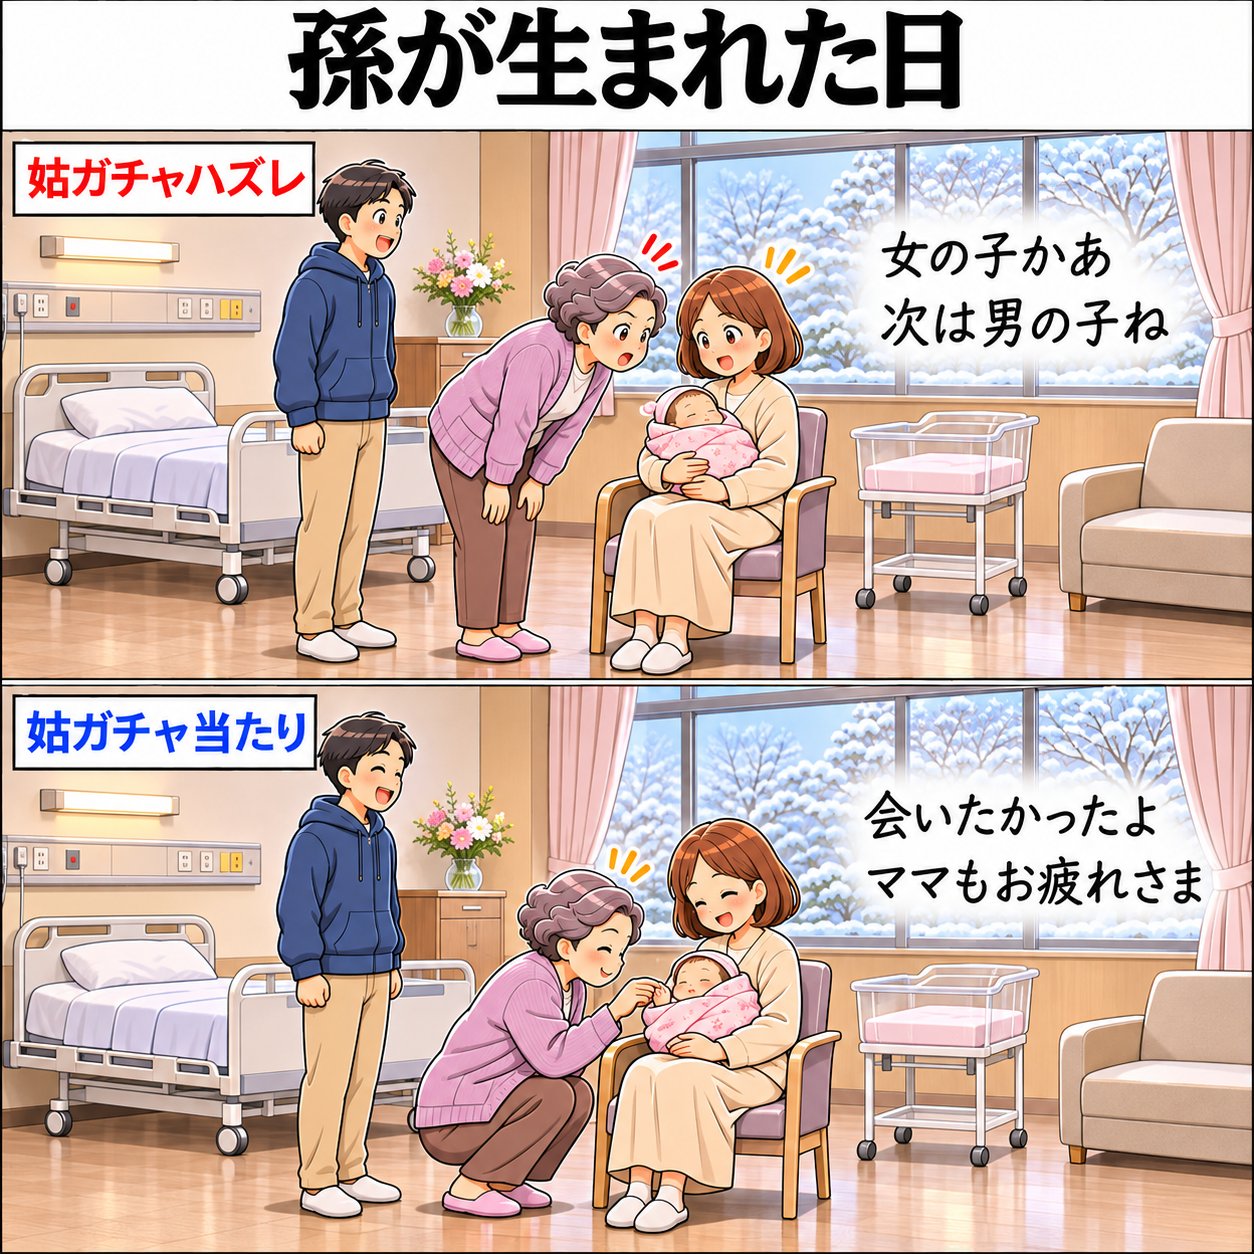 孫が生まれた日
姑ガチャハズレ
女の子かあ
次は男の子ね
姑ガチャ当たり
会いたかったよ
ママもお疲れさま